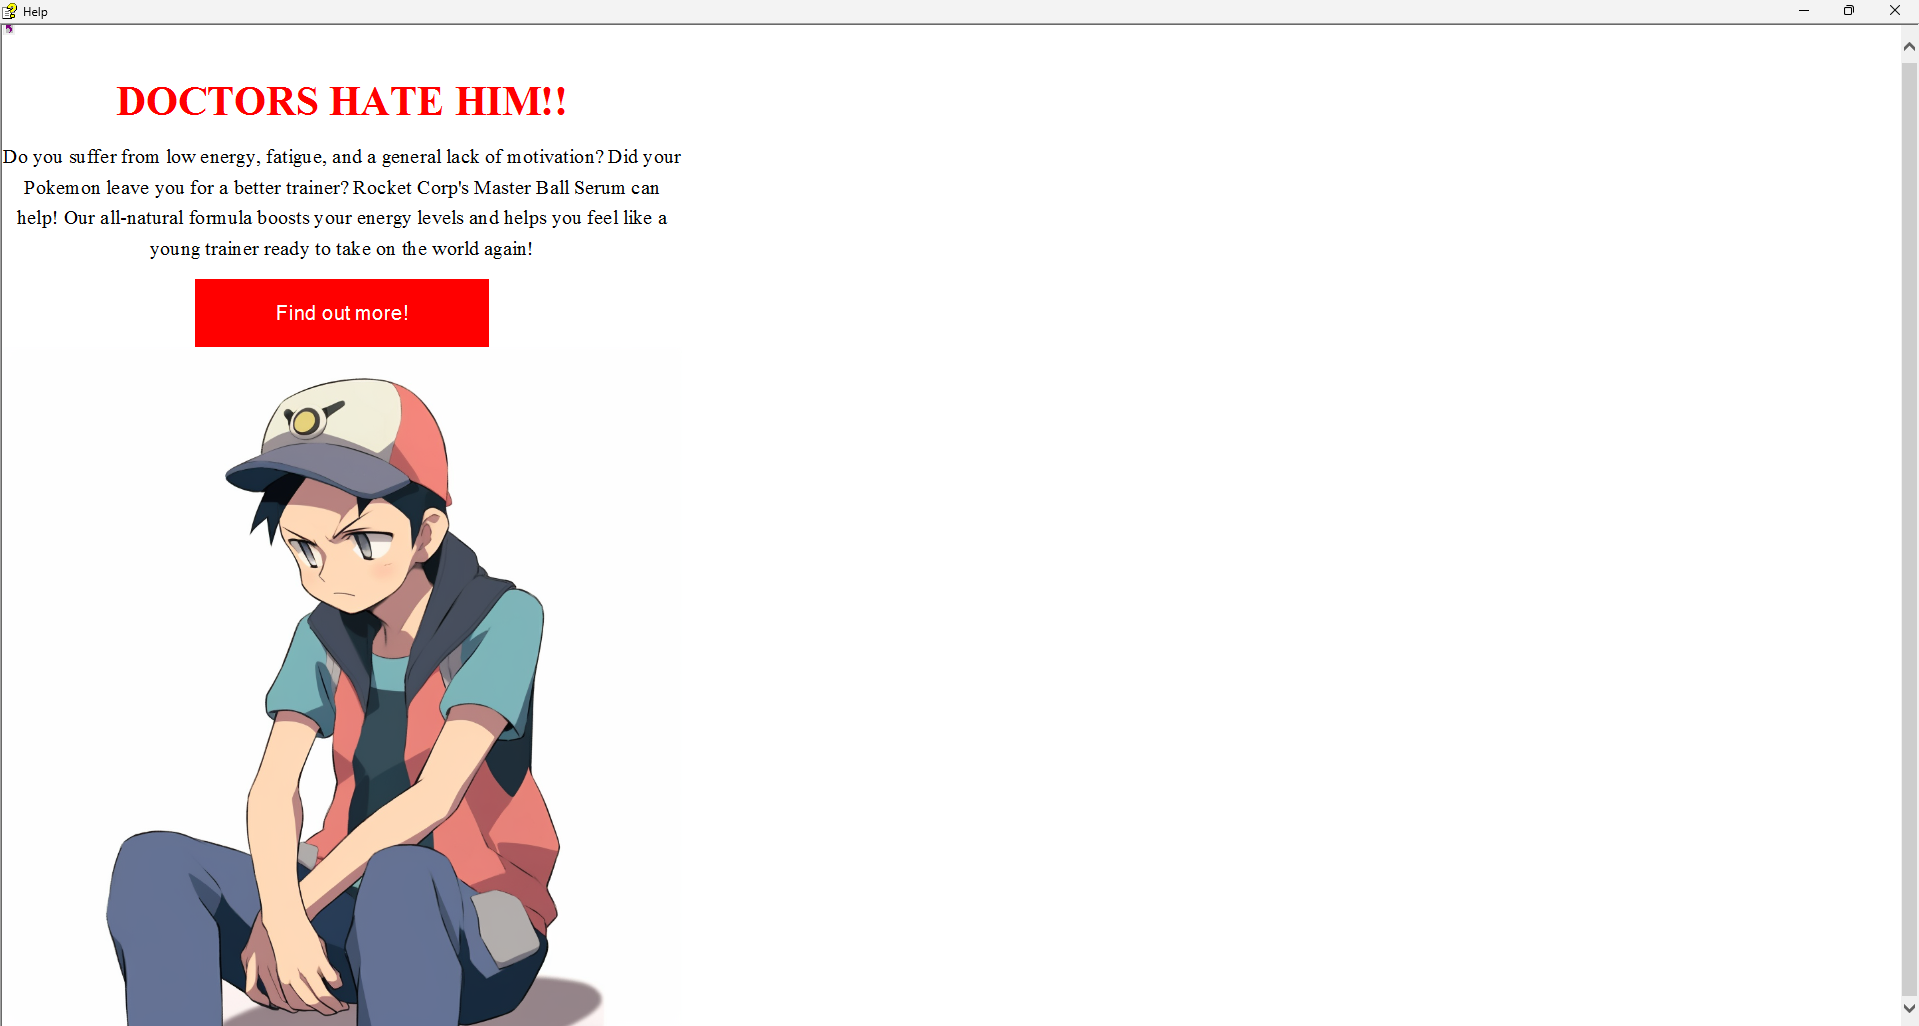 Help
DOCTORS HATE HIM!!
Do you suffer from low energy, fatigue, and a general lack of motivation? Did your
Pokemon leave you for a better trainer? Rocket Corp's Master Ball Serum can
help! Our all-natural formula boosts your energy levels and helps you feel like a
young trainer ready to take on the world again!
Find out more!